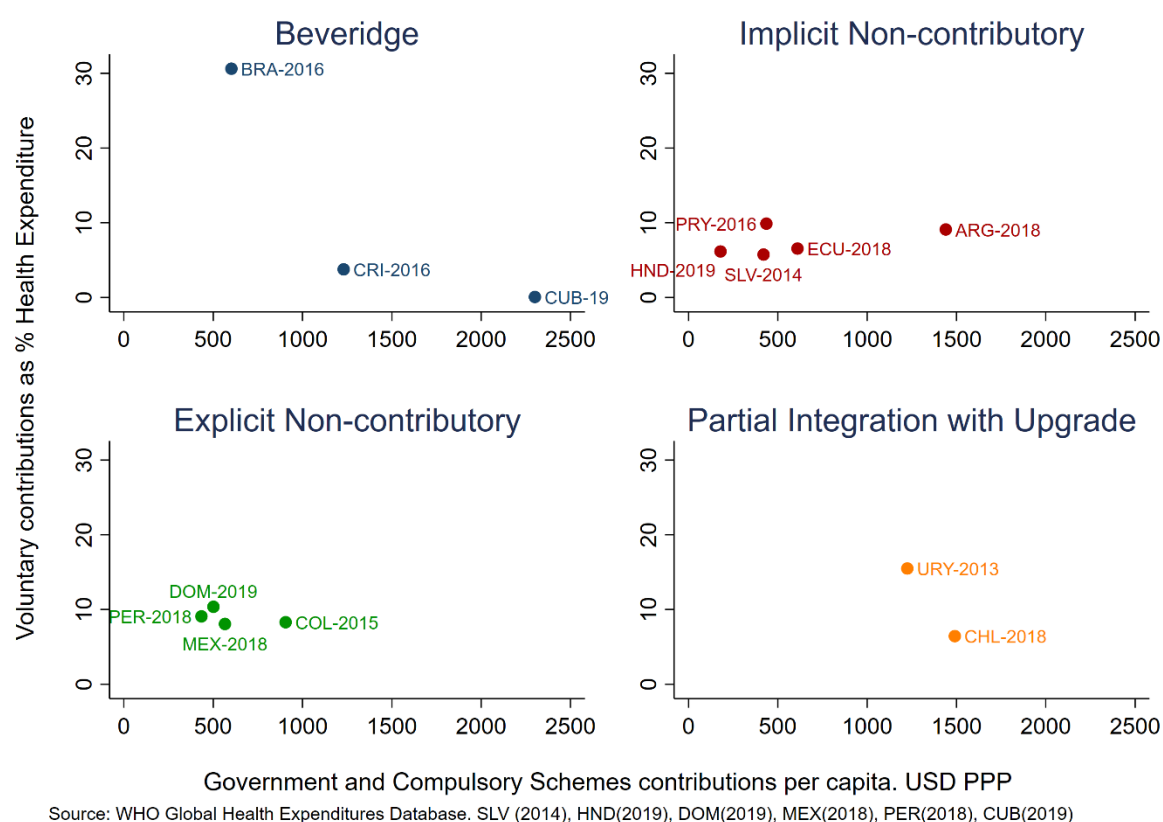 Beveridge
Implicit Non-contributory
Voluntary contributions as % Health Expenditure
30
20
10
0
BRA-2016
CRI-2016
CUB-19
0 500 1000 1500 2000 2500
30
20
10
0
PRY-2016
ARG-2018
ECU-2018
HND-2019
SLV-2014
0 500 1000 1500 2000 2500
Explicit Non-contributory
Partial Integration with Upgrade
30
20
10
0
DOM-2019
PER-2018
COL-2015
MEX-2018
0 500 1000 1500 2000 2500
30
20
10
0
URY-2013
CHL-2018
0 500 1000 1500 2000 2500
Government and Compulsory Schemes contributions per capita. USD PPP
Source: WHO Global Health Expenditures Database. SLV (2014), HND(2019), DOM(2019), MEX(2018), PER(2018), CUB(2019)